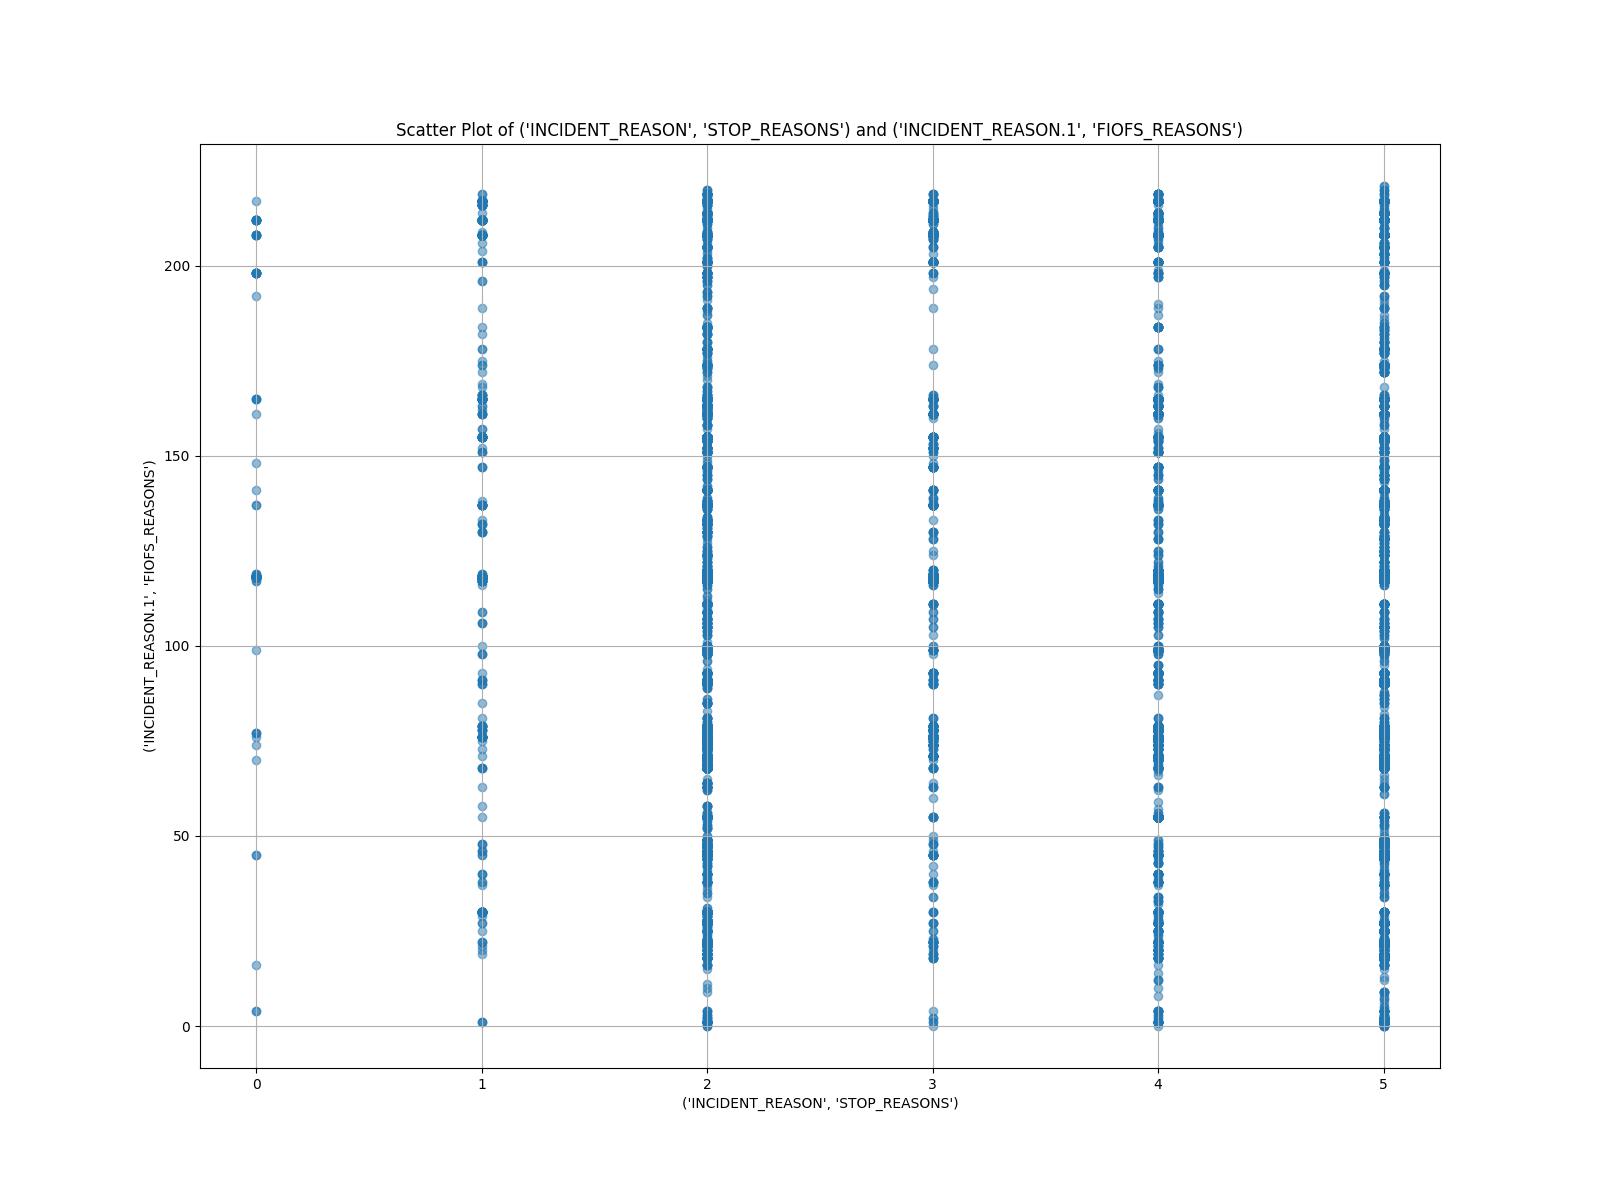 Scatter Plot of ('INCIDENT_REASON', 'STOP_REASONS') and ('INCIDENT_REASON.1', 'FIOFS_REASONS')
('INCIDENT_REASON.1', 'FIOFS_REASONS')
200
150
100
50
0
0 1 2 3 4 5
('INCIDENT_REASON', 'STOP_REASONS')